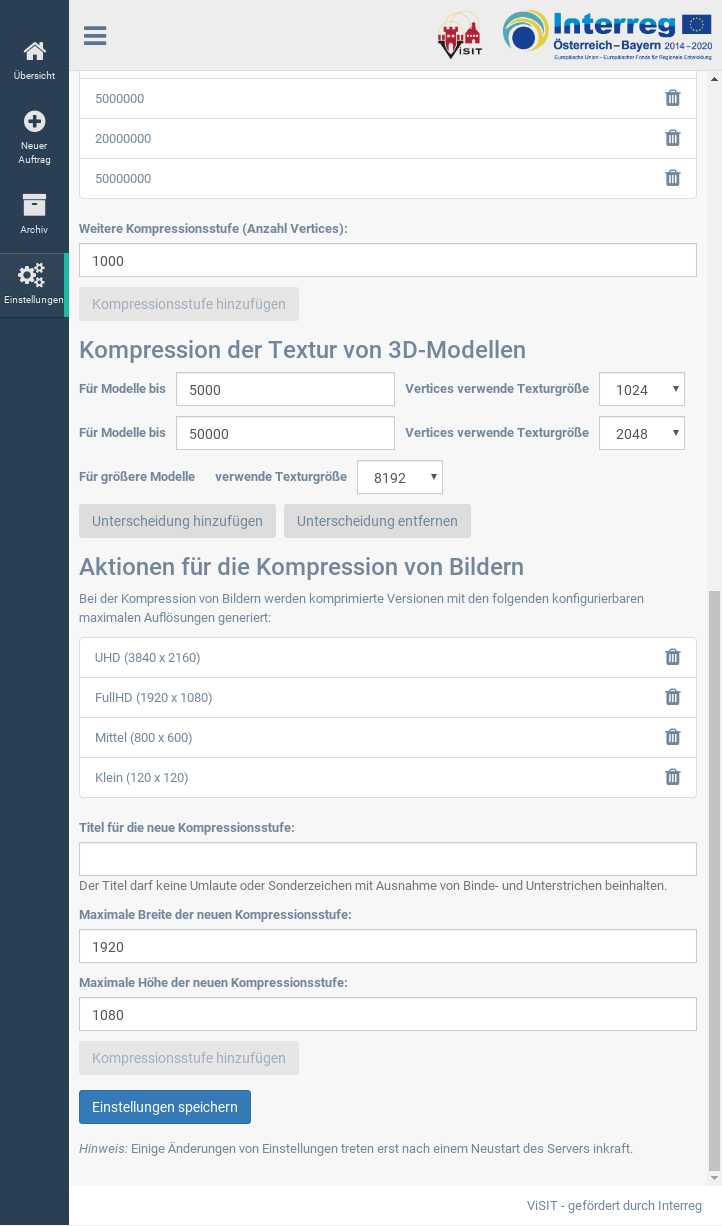 Übersicht
Neuer
Auftrag
Archiv
Einstellungen
ViSIT
Interreg
Österreich-Bayern 2014-2020
Europäische Union – Europäischer Fonds für Regionale Entwicklung
5000000
20000000
50000000
Weitere Kompressionsstufe (Anzahl Vertices):
1000
Kompressionsstufe hinzufügen
Kompression der Textur von 3D-Modellen
Für Modelle bis 5000 Vertices verwende Texturgröße 1024
Für Modelle bis 50000 Vertices verwende Texturgröße 2048
Für größere Modelle verwende Texturgröße 8192
Unterscheidung hinzufügen Unterscheidung entfernen
Aktionen für die Kompression von Bildern
Bei der Kompression von Bildern werden komprimierte Versionen mit den folgenden konfigurierbaren
maximalen Auflösungen generiert:
UHD (3840 x 2160)
FullHD (1920 x 1080)
Mittel (800 x 600)
Klein (120 x 120)
Titel für die neue Kompressionsstufe:
Der Titel darf keine Umlaute oder Sonderzeichen mit Ausnahme von Binde- und Unterstrichen beinhalten.
Maximale Breite der neuen Kompressionsstufe:
1920
Maximale Höhe der neuen Kompressionsstufe:
1080
Kompressionsstufe hinzufügen
Einstellungen speichern
Hinweis: Einige Änderungen von Einstellungen treten erst nach einem Neustart des Servers inkraft.
ViSIT - gefördert durch Interreg